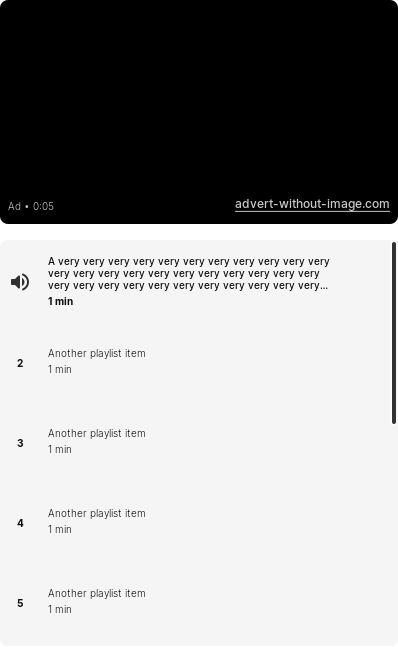 Ad • 0:05
advert-without-image.com
A very very very very very very very very very very very
very very very very very very very very very very very
very very very very very very very very very very very...
1 min
2
Another playlist item
1 min
3
Another playlist item
1 min
4
Another playlist item
1 min
5
Another playlist item
1 min